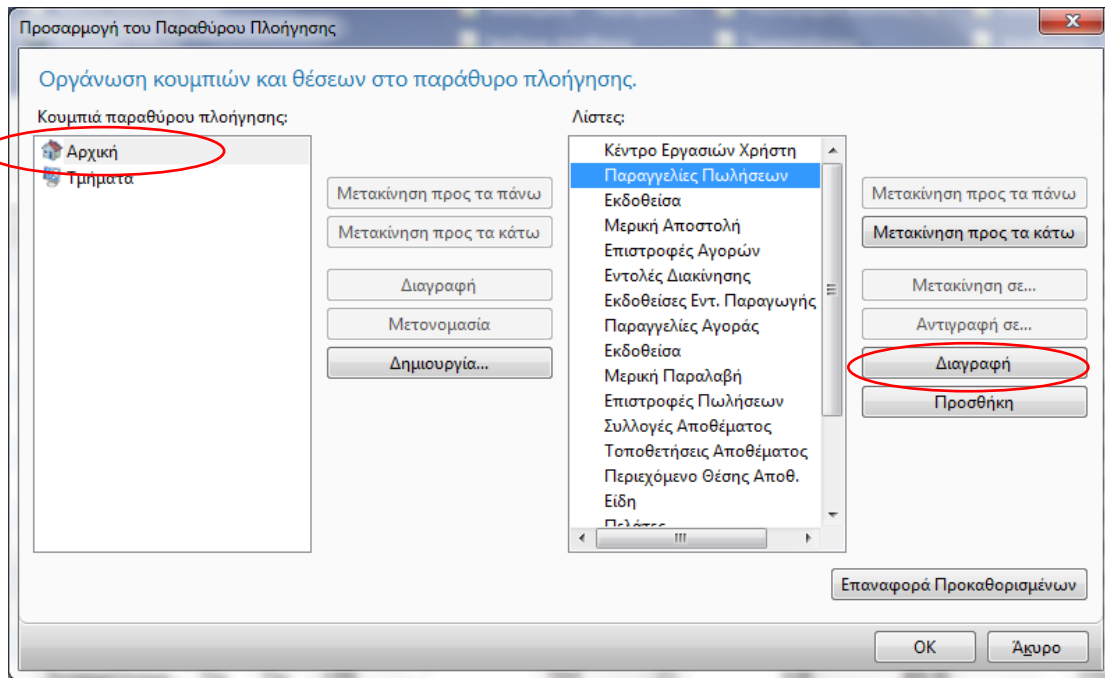 Προσαρμογή του Παραθύρου Πλοήγησης
Οργάνωση κουμπιών και θέσεων στο παράθυρο πλοήγησης.
Κουμπιά παραθύρου πλοήγησης:
Αρχική
Τμήματα
Μετακίνηση προς τα πάνω
Μετακίνηση προς τα κάτω
Διαγραφή
Μετονομασία
Δημιουργία...
Λίστες:
Κέντρο Εργασιών Χρήστη
Παραγγελίες Πωλήσεων
Εκδοθείσα
Μερική Αποστολή
Επιστροφές Αγορών
Εντολές Διακίνησης
Εκδοθείσες Εντ. Παραγωγής
Παραγγελίες Αγοράς
Εκδοθείσα
Μερική Παραλαβή
Επιστροφές Πωλήσεων
Συλλογές Αποθέματος
Τοποθετήσεις Αποθέματος
Περιεχόμενο Θέσης Αποθ.
Είδη
Πελάτες
Μετακίνηση προς τα πάνω
Μετακίνηση προς τα κάτω
Μετακίνηση σε...
Αντιγραφή σε...
Διαγραφή
Προσθήκη
Επαναφορά Προκαθορισμένων
OK
Άκυρο